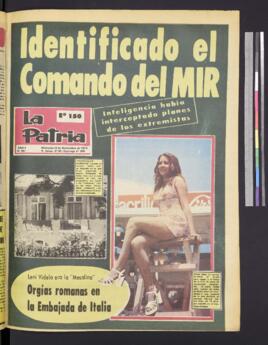 Identificado el
Comando del MIR
La
Patria
Eº 150
Inteligencia había
interceptado planes
de los extremistas
Leni Videla era la "Mesalina"
Orgías romanas en
la Embajada de Italia